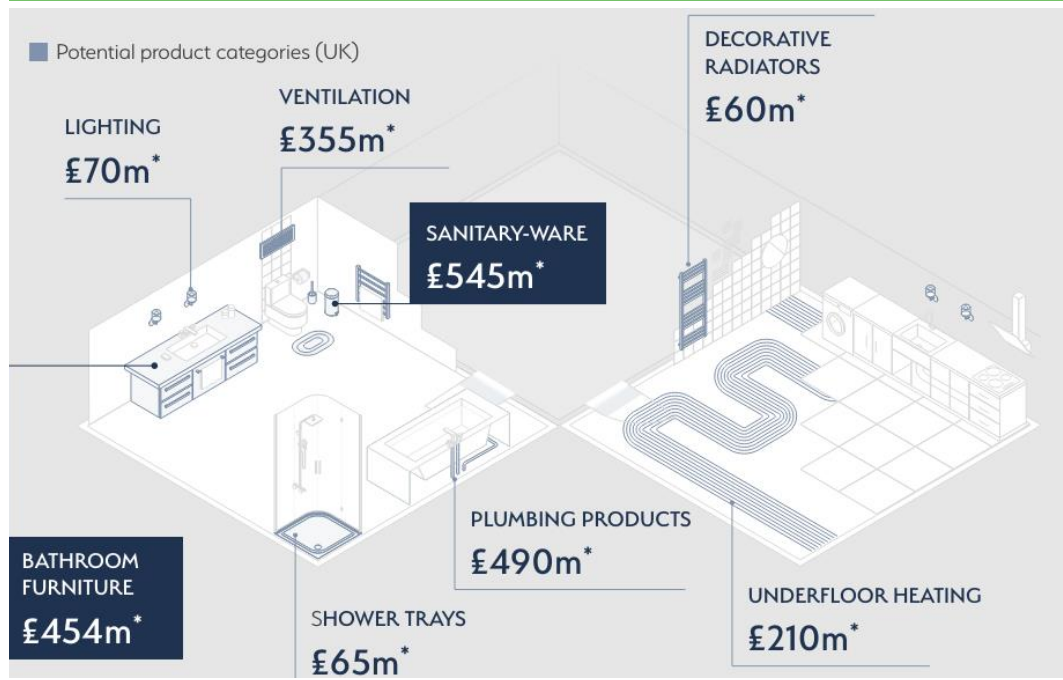 Potential product categories (UK)
DECORATIVE
RADIATORS
£60m*
VENTILATION
£355m*
LIGHTING
£70m*
SANITARY-WARE
£545m*
PLUMBING PRODUCTS
£490m*
BATHROOM
FURNITURE
£454m*
SHOWER TRAYS
£65m*
UNDERFLOOR HEATING
£210m*